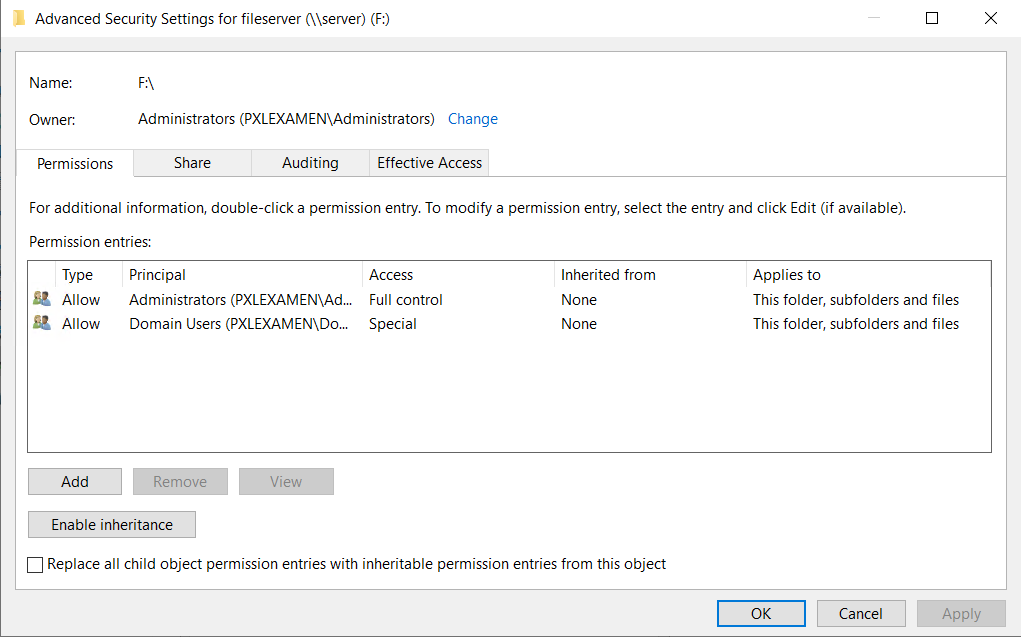 Advanced Security Settings for fileserver (\\server) (F:)
Name: F:\
Owner: Administrators (PXLEXAMEN\Administrators) Change
Permissions Share Auditing Effective Access
For additional information, double-click a permission entry. To modify a permission entry, select the entry and click Edit (if available).
Permission entries:
Type Principal Access Inherited from Applies to
Allow Administrators (PXLEXAMEN\Ad... Full control None This folder, subfolders and files
Allow Domain Users (PXLEXAMEN\Do... Special None This folder, subfolders and files
Add Remove View
Enable inheritance
Replace all child object permission entries with inheritable permission entries from this object
OK Cancel Apply